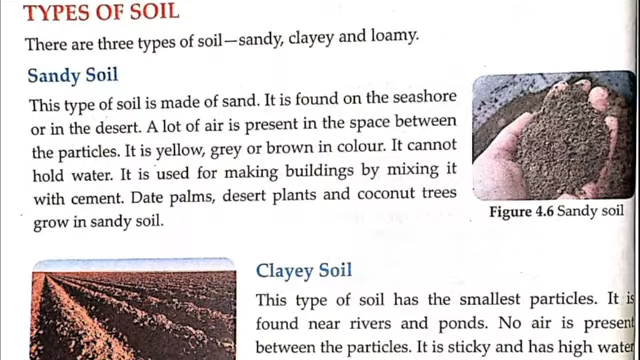 TYPES OF SOIL
There are three types of soil—sandy, clayey and loamy.
Sandy Soil
This type of soil is made of sand. It is found on the seashore
or in the desert. A lot of air is present in the space between
the particles. It is yellow, grey or brown in colour. It cannot
hold water. It is used for making buildings by mixing it
with cement. Date palms, desert plants and coconut trees
grow in sandy soil.
Figure 4.6 Sandy soil
Clayey Soil
This type of soil has the smallest particles. It is
found near rivers and ponds. No air is present
between the particles. It is sticky and has high water